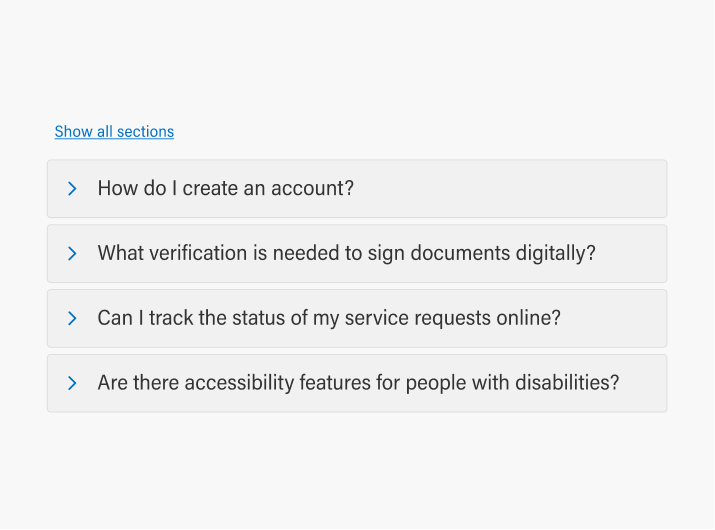 Show all sections
How do I create an account?
What verification is needed to sign documents digitally?
Can I track the status of my service requests online?
Are there accessibility features for people with disabilities?